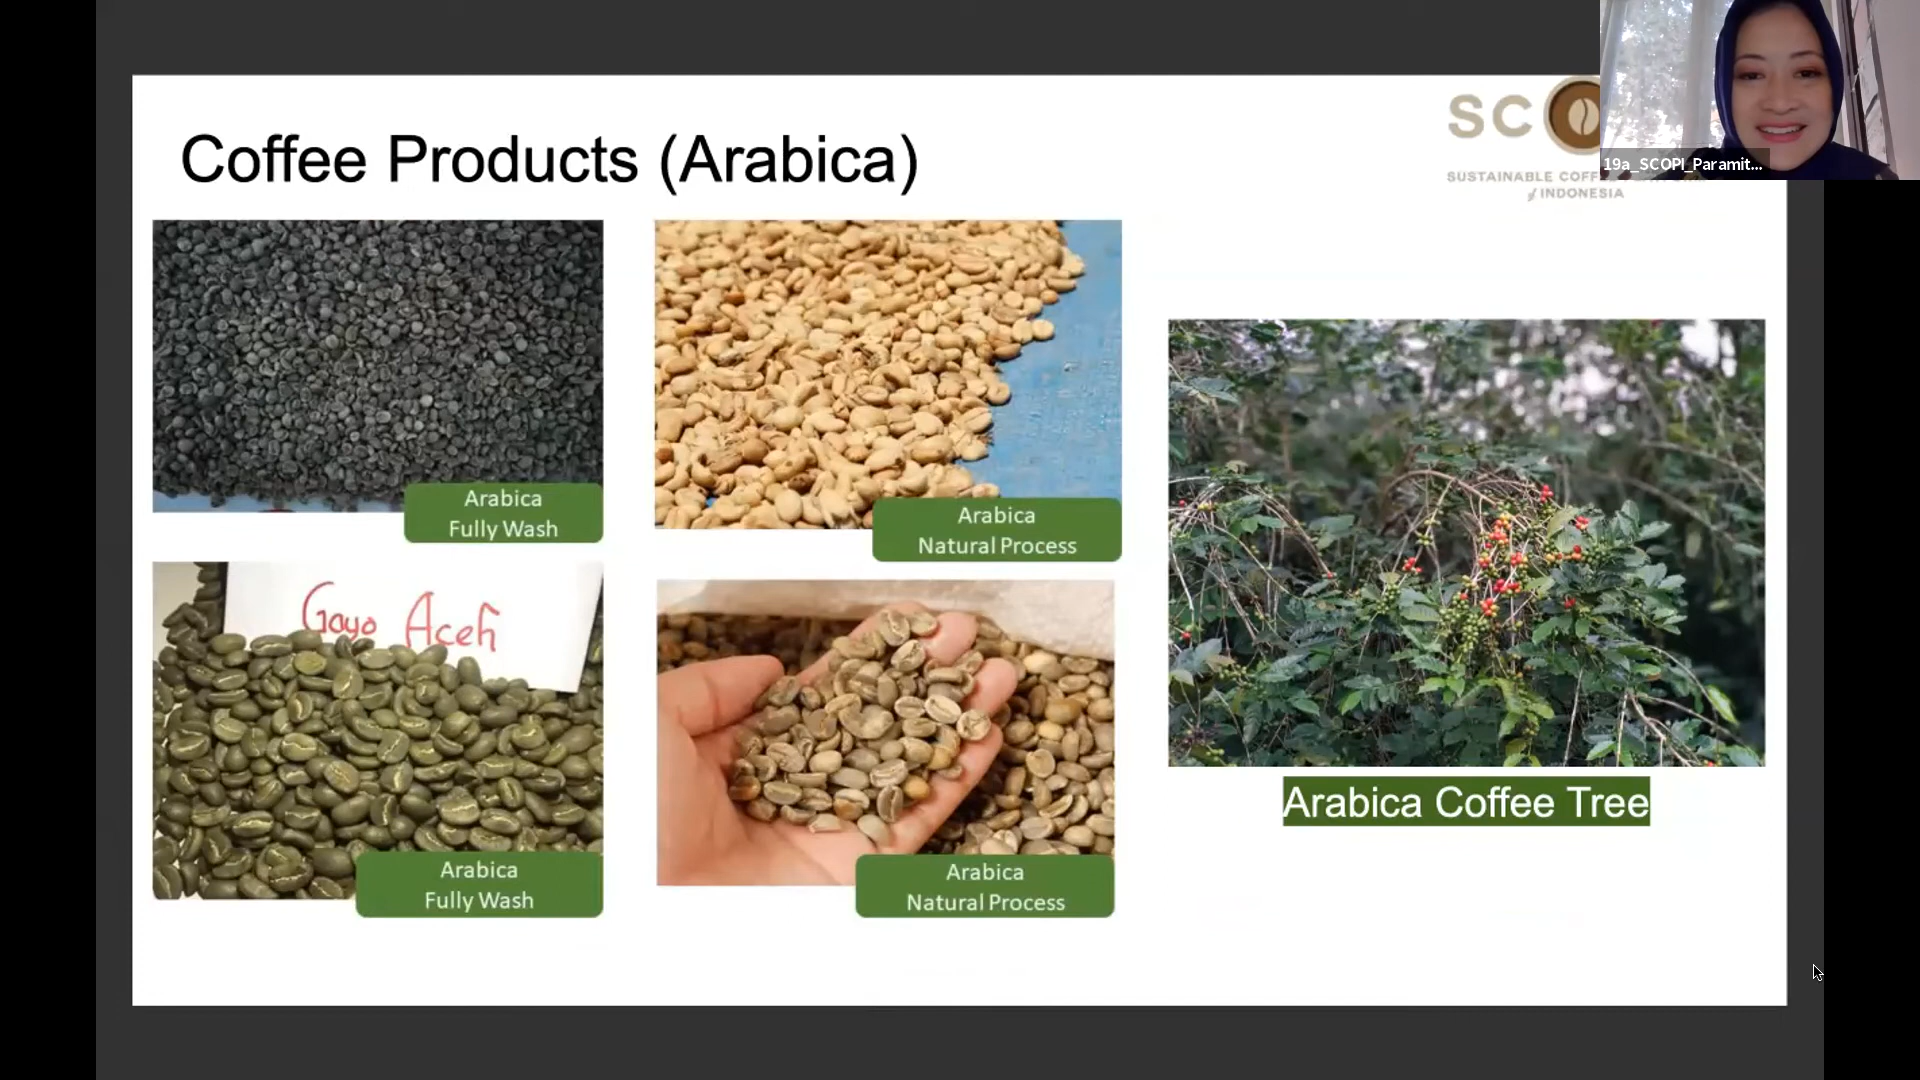 Coffee Products (Arabica)
SC
SUSTAINABLE
of INDONESIA
19a_SCOPI_Paramit...
Arabica
Fully Wash
Arabica
Natural Process
Gayo Aceh
Arabica
Fully Wash
Arabica
Natural Process
Arabica Coffee Tree